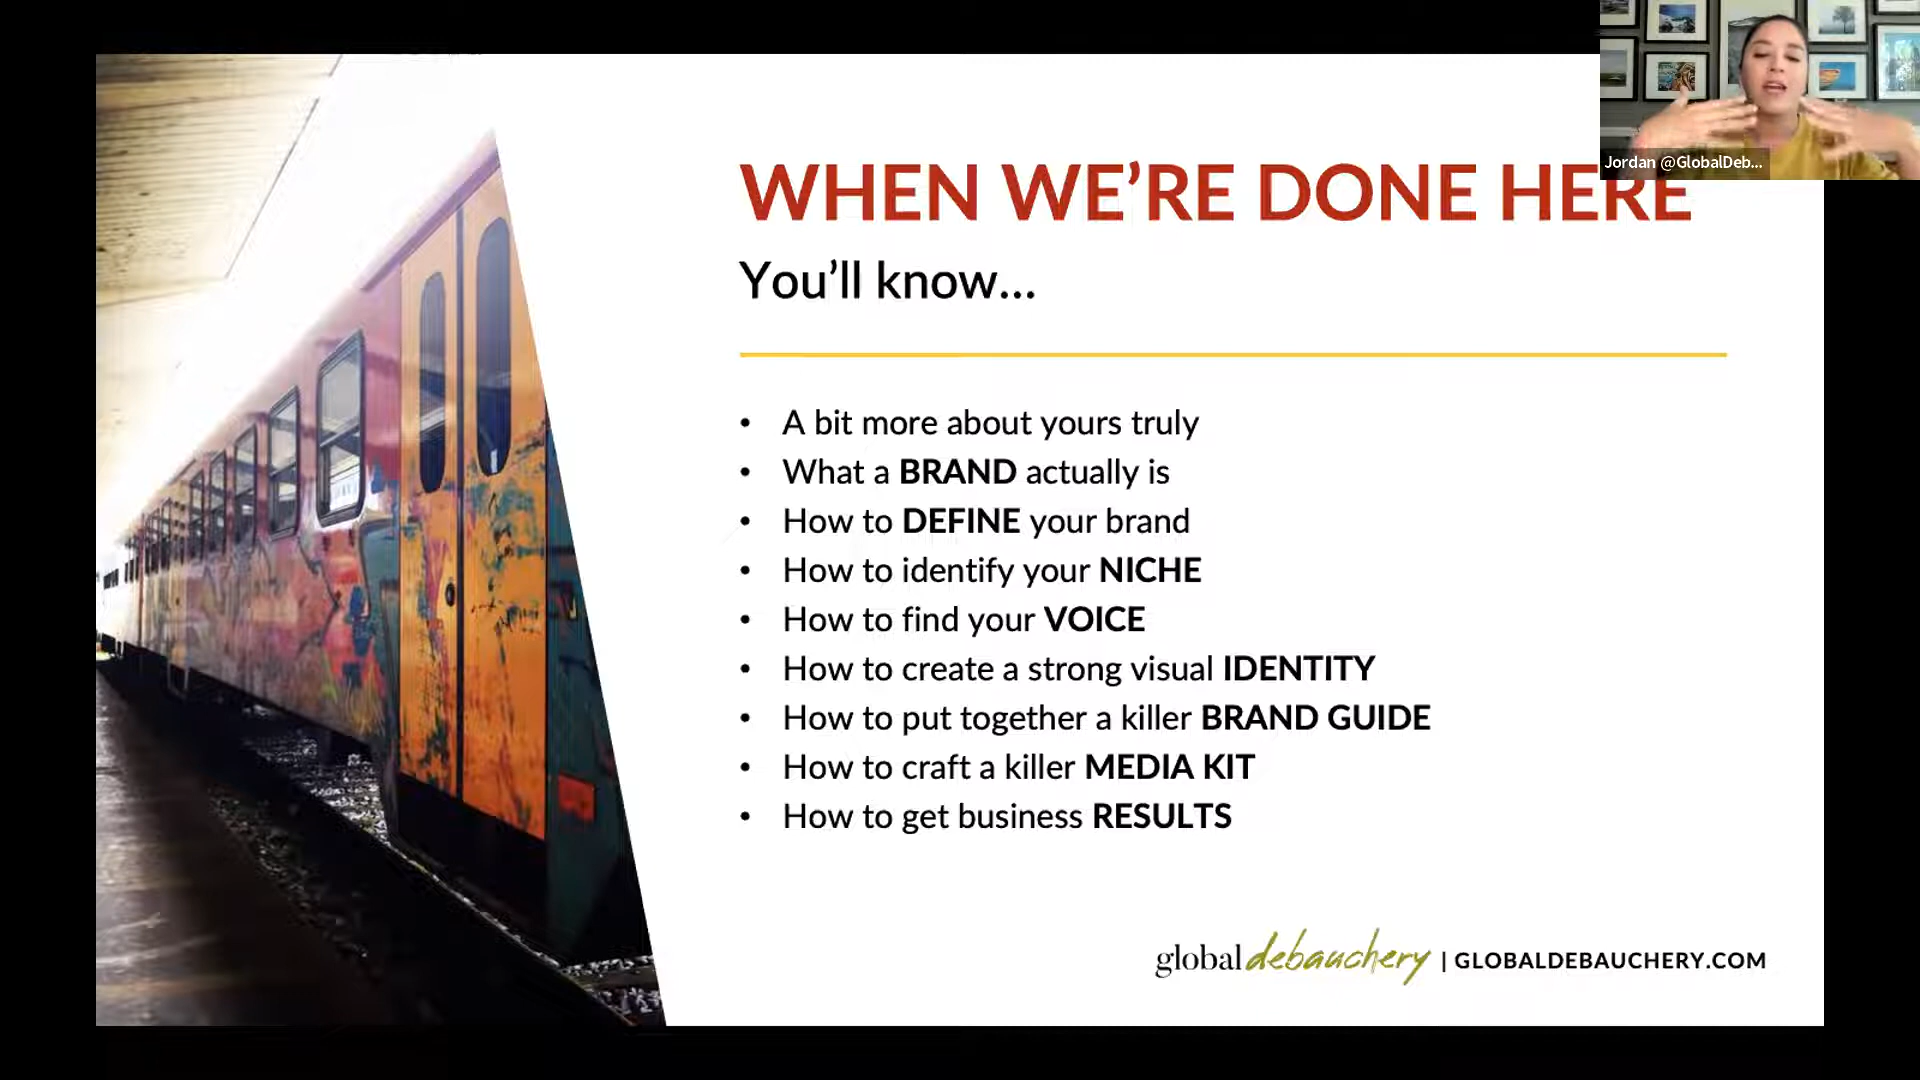 WHEN WE’RE DONE HERE
Jordan @GlobalDeb...
You’ll know...
• A bit more about yours truly
• What a BRAND actually is
• How to DEFINE your brand
• How to identify your NICHE
• How to find your VOICE
• How to create a strong visual IDENTITY
• How to put together a killer BRAND GUIDE
• How to craft a killer MEDIA KIT
• How to get business RESULTS
global debauchery | GLOBALDEBAUCHERY.COM